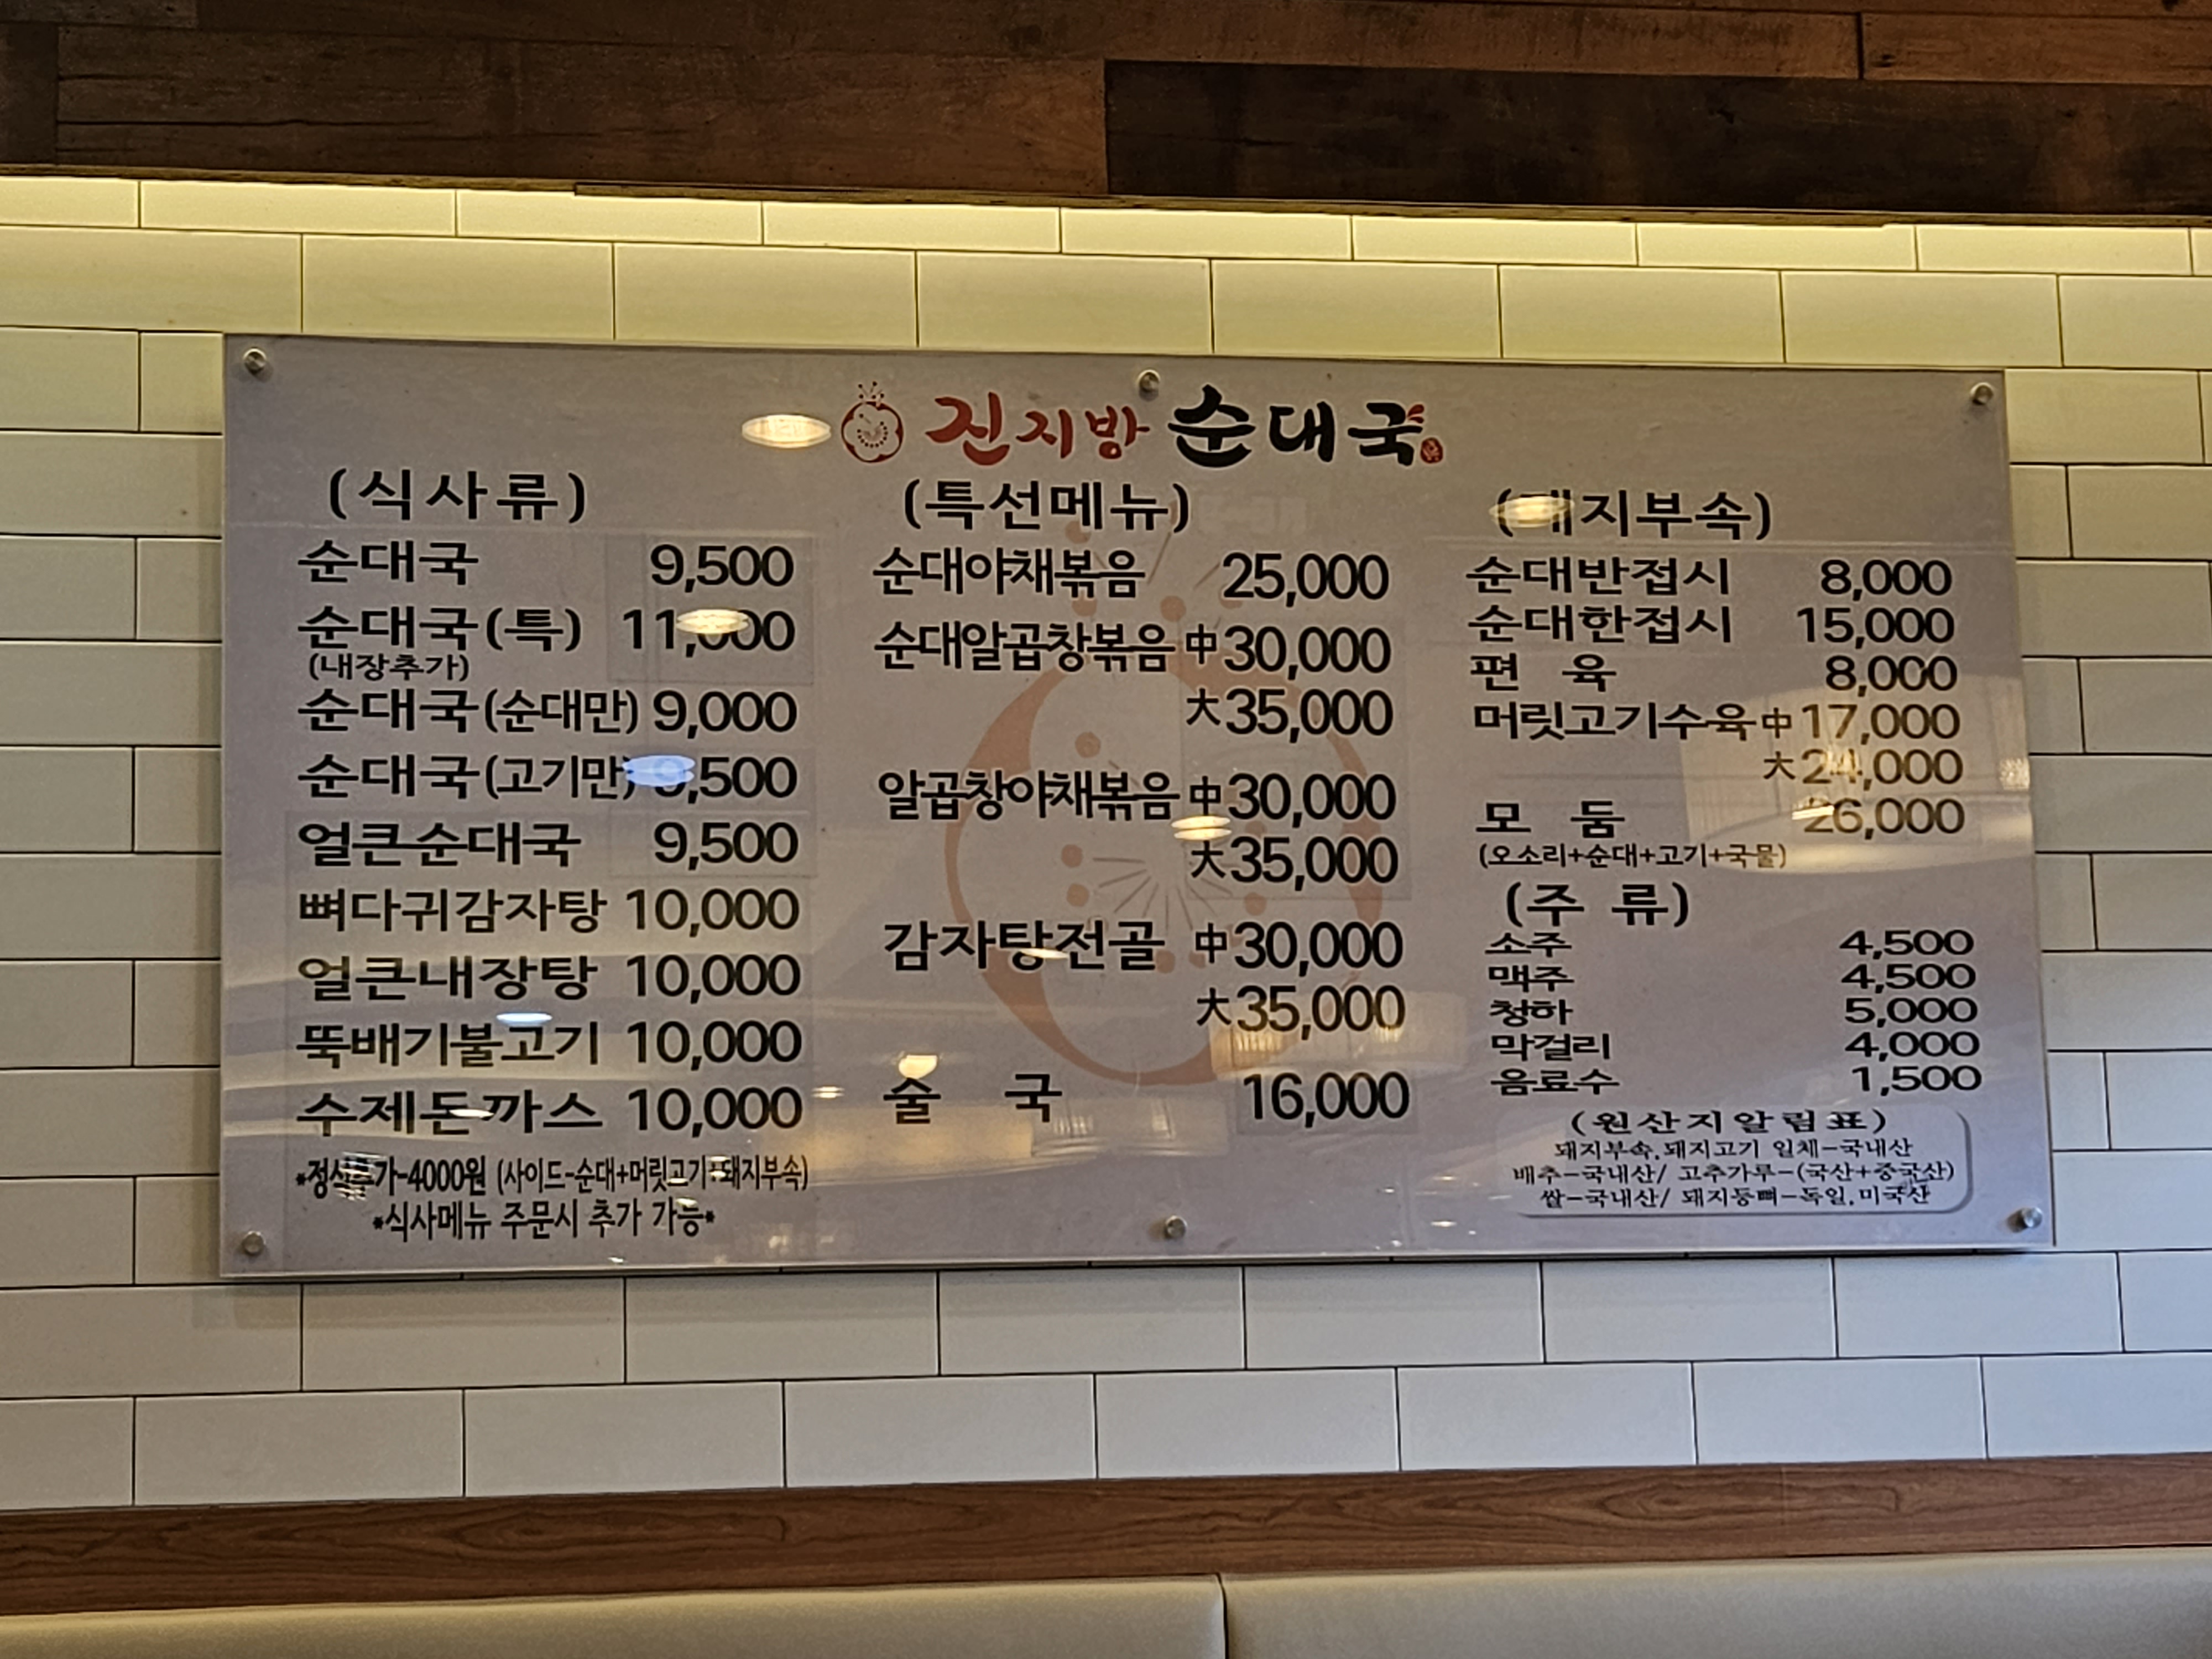 진지방 순대국
(식사류)
순대국 9,500
순대국(특) 11,000
(내장추가)
순대국(순대만) 9,000
순대국(고기만)
얼큰순대국 9,500
뼈다귀감자탕 10,000
얼큰내장탕 10,000
뚝배기불고기 10,000
수제돈까스 10,000
*정식추가-4000원 (사이드-순대+머릿고기+돼지부속)
*식사메뉴 주문시 추가 가능*
(특선메뉴)
순대야채볶음 25,000
순대알곱창볶음 中30,000
大35,000
알곱창야채볶음 中30,000
大35,000
감자탕전골 中30,000
大35,000
술 국 16,000
(돼지부속)
순대반접시 8,000
순대한접시 15,000
편 육 8,000
머릿고기수육 中17,000
大24,000
모 둠 26,000
(오소리+순대+고기+국물)
(주 류)
소주 4,500
맥주 4,500
청하 5,000
막걸리 4,000
음료수 1,500
(원산지알림표)
돼지부속,돼지고기 일체-국내산
배추-국내산/ 고추가루-(국산+중국산)
쌀-국내산/ 돼지등뼈-독일,미국산